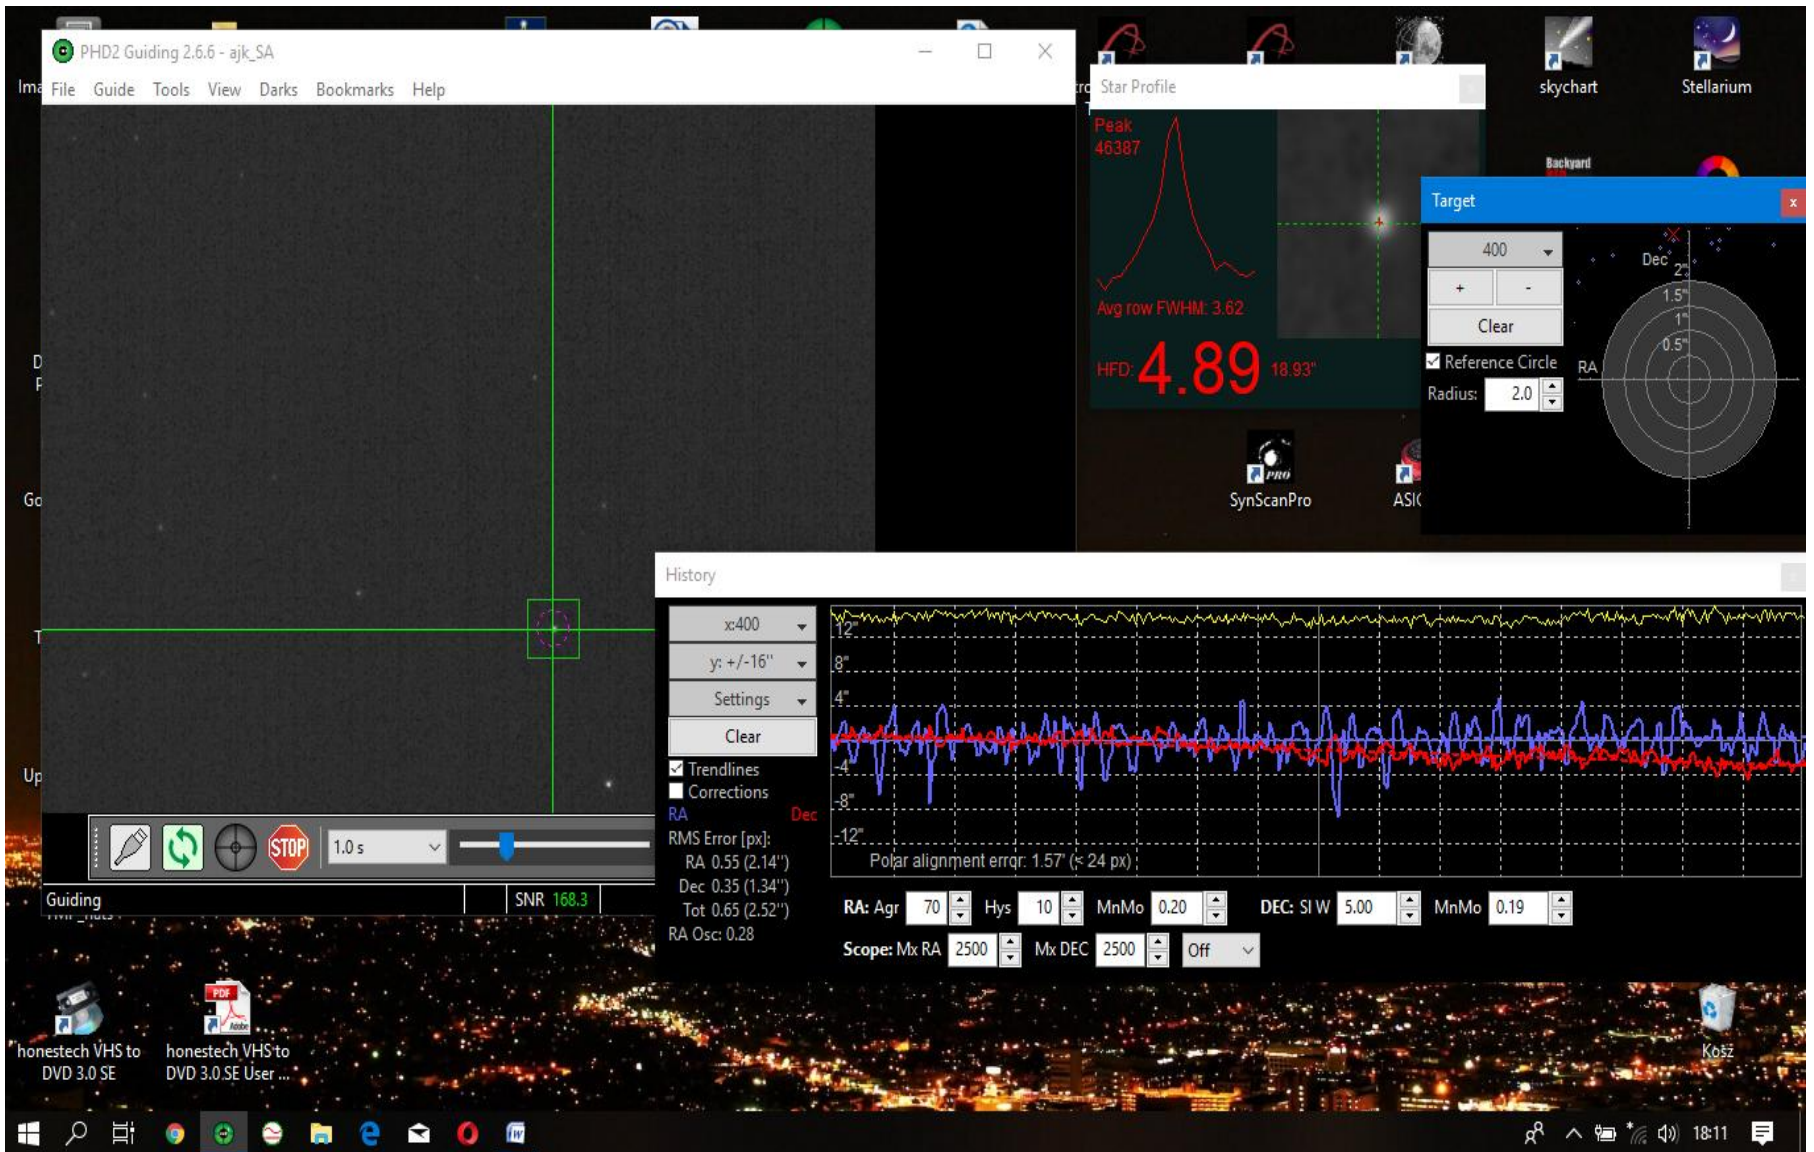 PHD2 Guiding 2.6.6 - ajk_SA
File Guide Tools View Darks Bookmarks Help
Star Profile
Peak
46387
Avg row FWHM: 3.62
HFD: 4.89 18.93"
skychart
Stellarium
Backyard
Target
400
+ -
Clear
Reference Circle
Radius: 2.0
Dec
2"
1.5"
1"
0.5"
RA
PRO
SynScanPro
History
x:400
y: +/-16"
Settings
Clear
Trendlines
Corrections
RA Dec
RMS Error [px]:
RA 0.55 (2.14")
Dec 0.35 (1.34")
Tot 0.65 (2.52")
RA Osc: 0.28
12"
8"
4"
-4"
-8"
-12"
Polar alignment error: 1.57' (< 24 px)
RA: Agr 70 Hys 10 MnMo 0.20 DEC: Sl W 5.00 MnMo 0.19
Scope: Mx RA 2500 Mx DEC 2500 Off
STOP
1.0 s
Guiding
SNR 168.3
PDF
Adobe
honestech VHS to
DVD 3.0 SE
honestech VHS to
DVD 3.0 SE User ...
Kosz
18:11